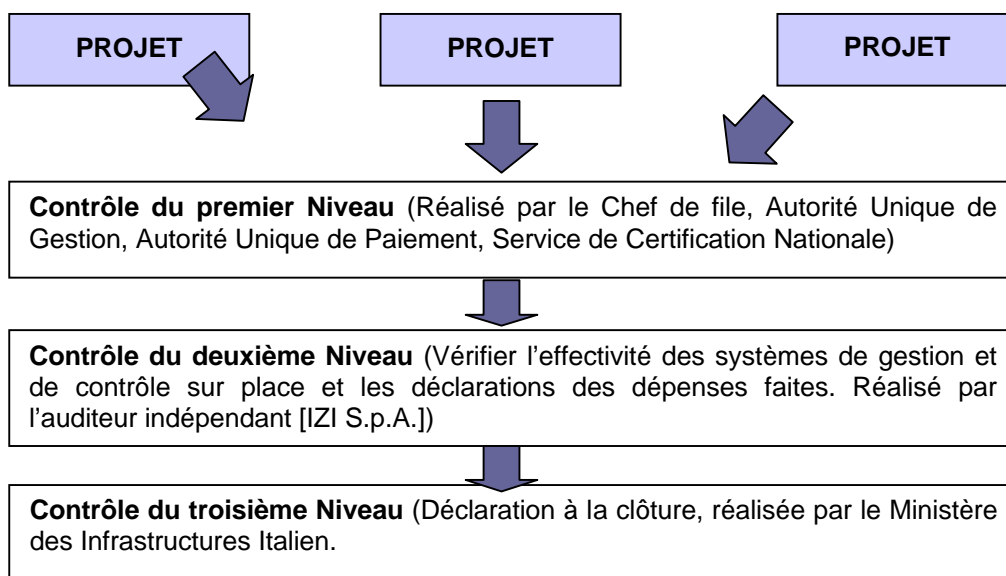 PROJET
PROJET
PROJET
Contrôle du premier Niveau (Réalisé par le Chef de file, Autorité Unique de
Gestion, Autorité Unique de Paiement, Service de Certification Nationale)
Contrôle du deuxième Niveau (Vérifier l’effectivité des systèmes de gestion et
de contrôle sur place et les déclarations des dépenses faites. Réalisé par
l’auditeur indépendant [IZI S.p.A.])
Contrôle du troisième Niveau (Déclaration à la clôture, réalisée par le Ministère
des Infrastructures Italien.